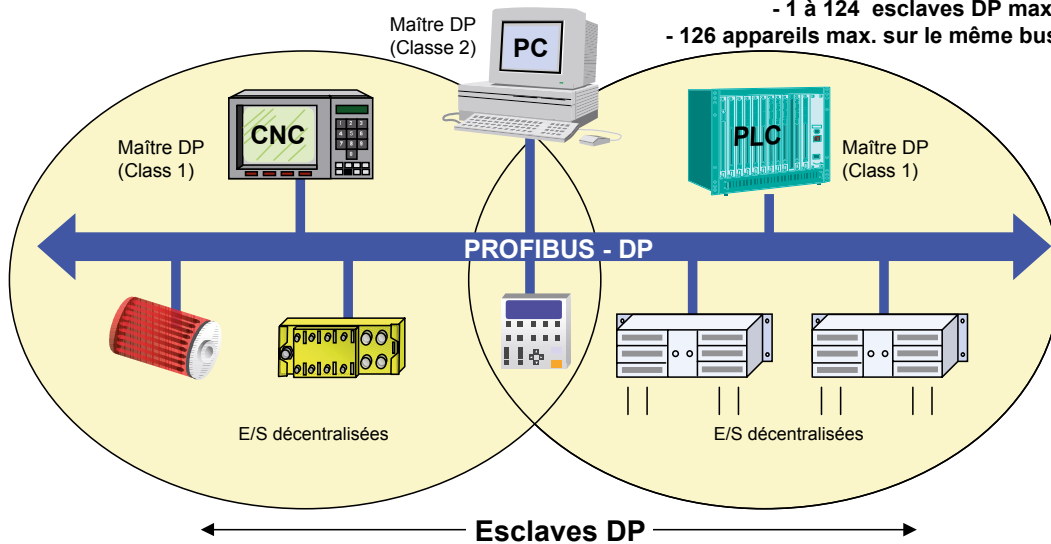 - 1 à 124 esclaves DP max.
- 126 appareils max. sur le même bus
Maître DP
(Classe 2)
PC
Maître DP
(Class 1)
CNC
PLC
Maître DP
(Class 1)
PROFIBUS - DP
E/S décentralisées
E/S décentralisées
Esclaves DP